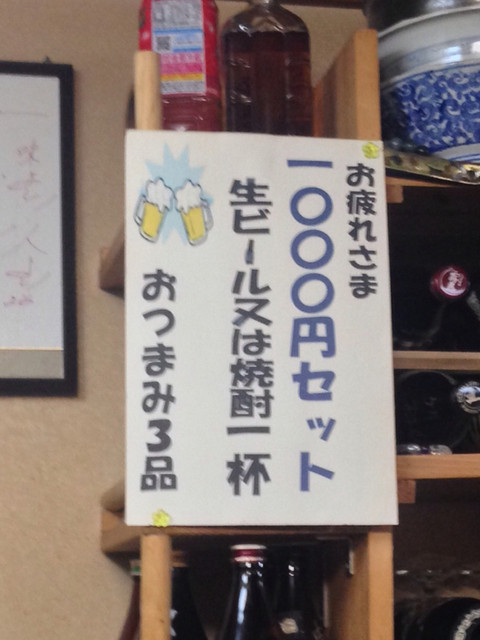 お疲れさま
一〇〇〇円セット
生ビール又は焼酎一杯
おつまみ3品